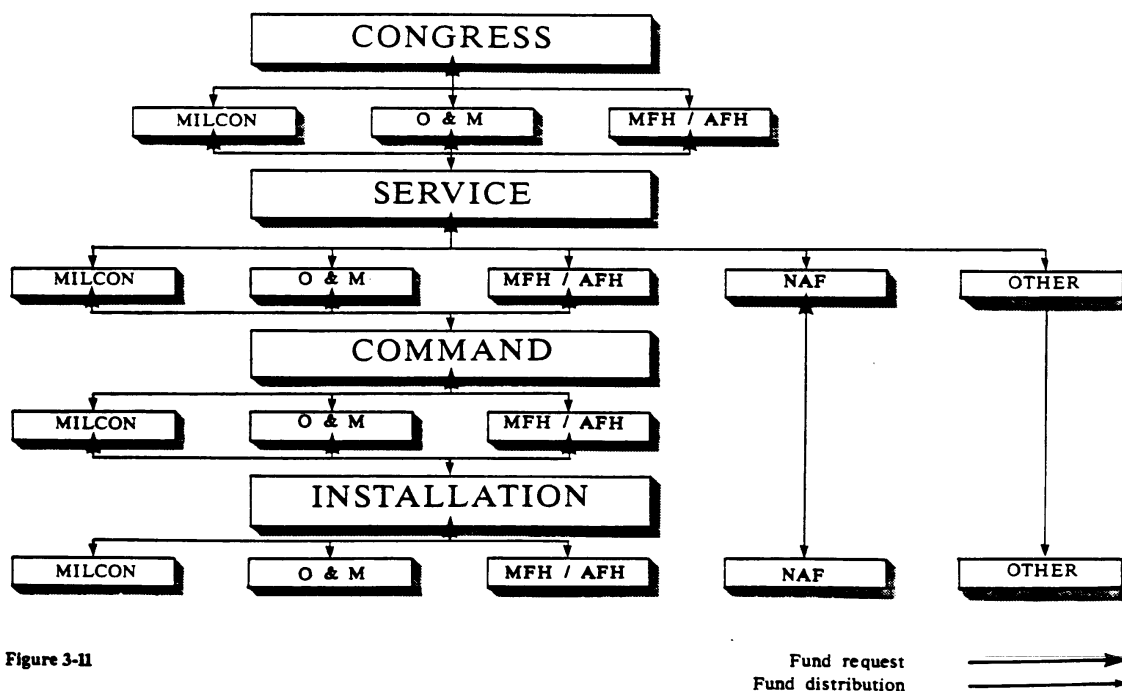 CONGRESS
MILCON O & M MFH / AFH
SERVICE
MILCON O & M MFH / AFH NAF OTHER
COMMAND
MILCON O & M MFH / AFH
INSTALLATION
MILCON O & M MFH / AFH NAF OTHER
Figure 3-11
Fund request
Fund distribution